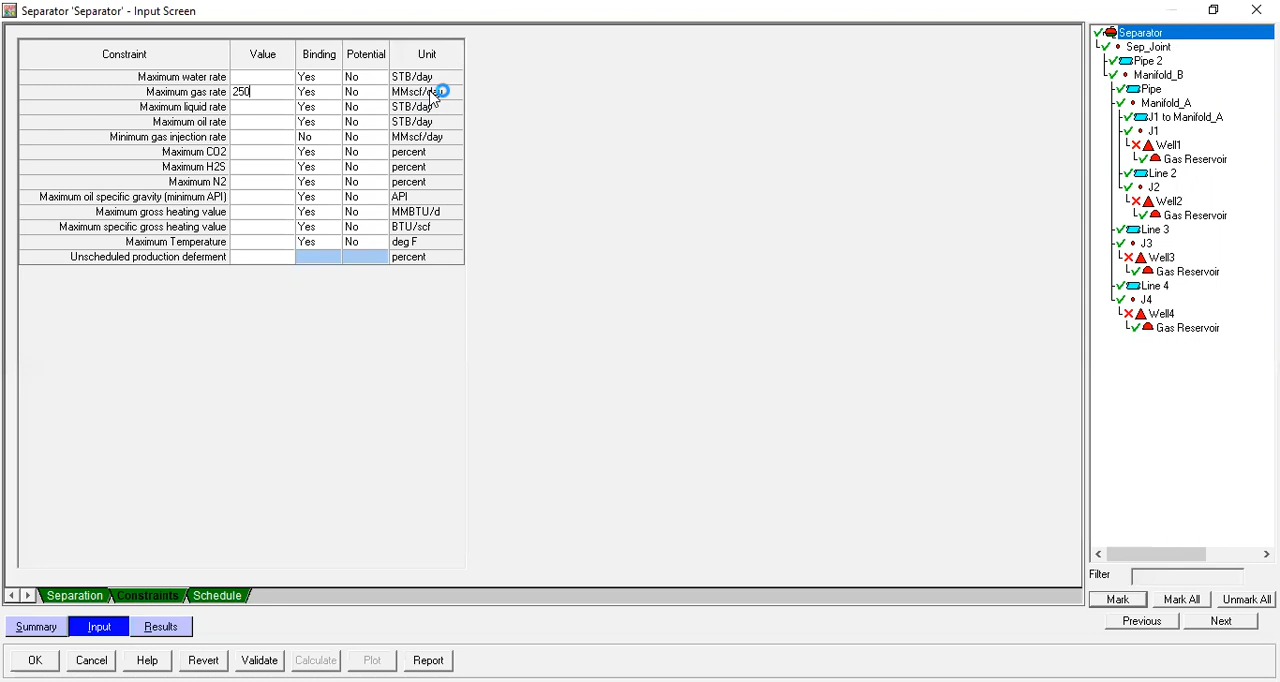 Separator 'Separator' - Input Screen
Constraint Value Binding Potential Unit
Maximum water rate Yes No STB/day
Maximum gas rate 250 Yes No MMscf/day
Maximum liquid rate Yes No STB/day
Maximum oil rate Yes No STB/day
Minimum gas injection rate No No MMscf/day
Maximum CO2 Yes No percent
Maximum H2S Yes No percent
Maximum N2 Yes No percent
Maximum oil specific gravity (minimum API) Yes No API
Maximum gross heating value Yes No MMBTU/d
Maximum specific gross heating value Yes No BTU/scf
Maximum Temperature Yes No deg F
Unscheduled production deferment percent
Separator
Sep_Joint
Pipe 2
Manifold_B
Pipe
Manifold_A
J1 to Manifold_A
J1
Well1
Gas Reservoir
Line 2
J2
Well2
Gas Reservoir
Line 3
J3
Well3
Gas Reservoir
Line 4
J4
Well4
Gas Reservoir
Filter
Mark Mark All Unmark All
Previous Next
Separation Constraints Schedule
Summary Input Results
OK Cancel Help Revert Validate Calculate Plot Report